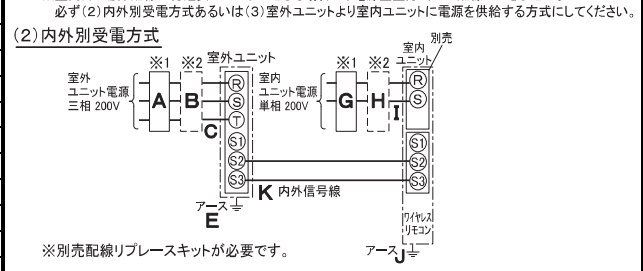 必ず(2)内外別受電方式あるいは(3)室外ユニットより室内ユニットに電源を供給する方式にしてください。
(2)内外別受電方式
別売
※1 ※2 室外ユニット
※1 ※2 室内
ユニット
室外
ユニット電源
三相 200V
A B C
R
S
T
S1
S2
S3
室内
ユニット電源
単相 200V
G H I
R
S
S1
S2
S3
K 内外信号線
アース
E
ワイヤレス
リモコン
アース J
※別売配線リプレースキットが必要です。